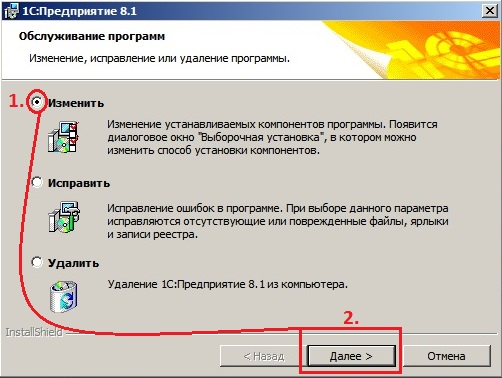 1С:Предприятие 8.1
Обслуживание программ
Изменение, исправление или удаление программы.
1.
Изменить
Изменение устанавливаемых компонентов программы. Появится
диалоговое окно "Выборочная установка", в котором можно
изменить способ установки компонентов.
Исправить
Исправление ошибок в программе. При выборе данного параметра
исправляются отсутствующие или поврежденные файлы, ярлыки
и записи реестра.
Удалить
Удаление 1С:Предприятие 8.1 из компьютера.
2.
InstallShield
< Назад
Далее >
Отмена